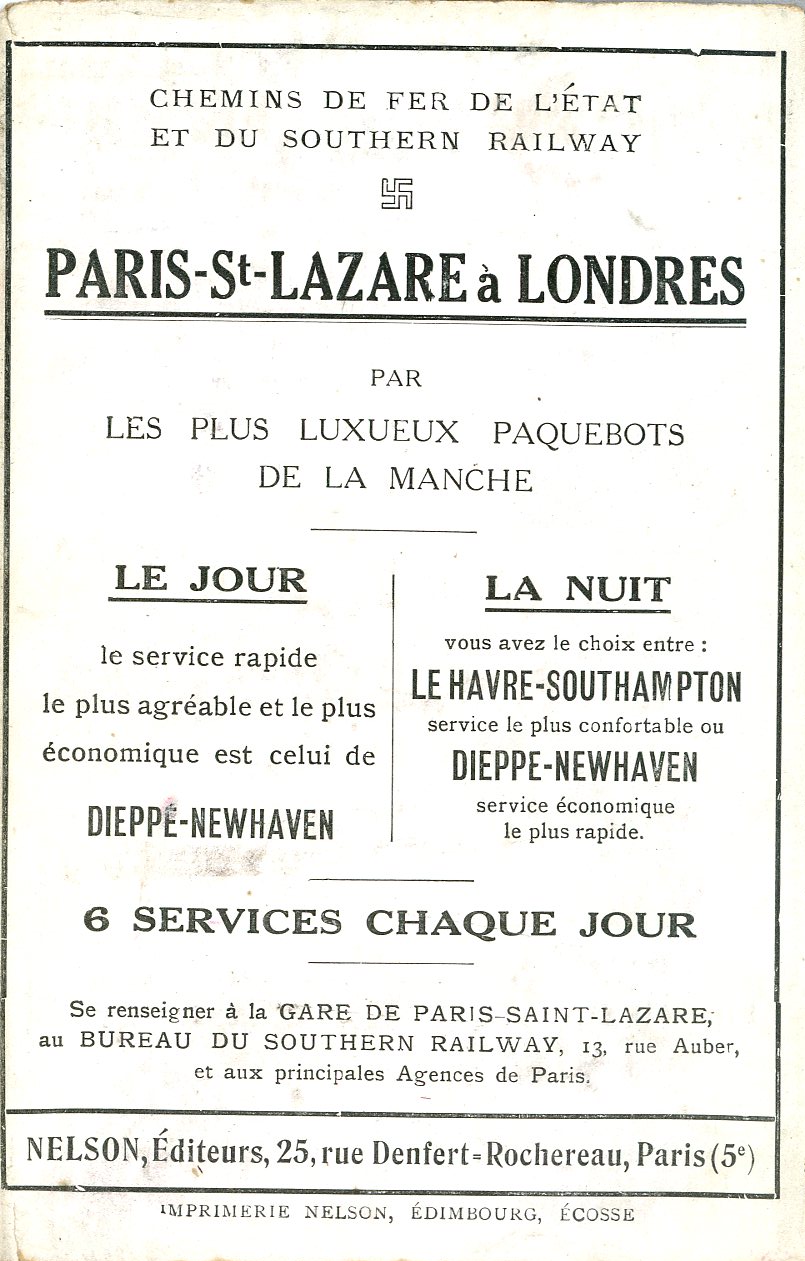 CHEMINS DE FER DE L'ÉTAT
ET DU SOUTHERN RAILWAY
PARIS-St-LAZARE à LONDRES
PAR
LES PLUS LUXUEUX PAQUEBOTS
DE LA MANCHE
LE JOUR
le service rapide
le plus agréable et le plus
économique est celui de
DIEPPE-NEWHAVEN
LA NUIT
vous avez le choix entre :
LE HAVRE-SOUTHAMPTON
service le plus confortable ou
DIEPPE-NEWHAVEN
service économique
le plus rapide.
6 SERVICES CHAQUE JOUR
Se renseigner à la GARE DE PARIS-SAINT-LAZARE,
au BUREAU DU SOUTHERN RAILWAY, 13, rue Auber,
et aux principales Agences de Paris.
NELSON, Éditeurs, 25, rue Denfert-Rochereau, Paris (5e)
IMPRIMERIE NELSON, ÉDIMBOURG, ÉCOSSE